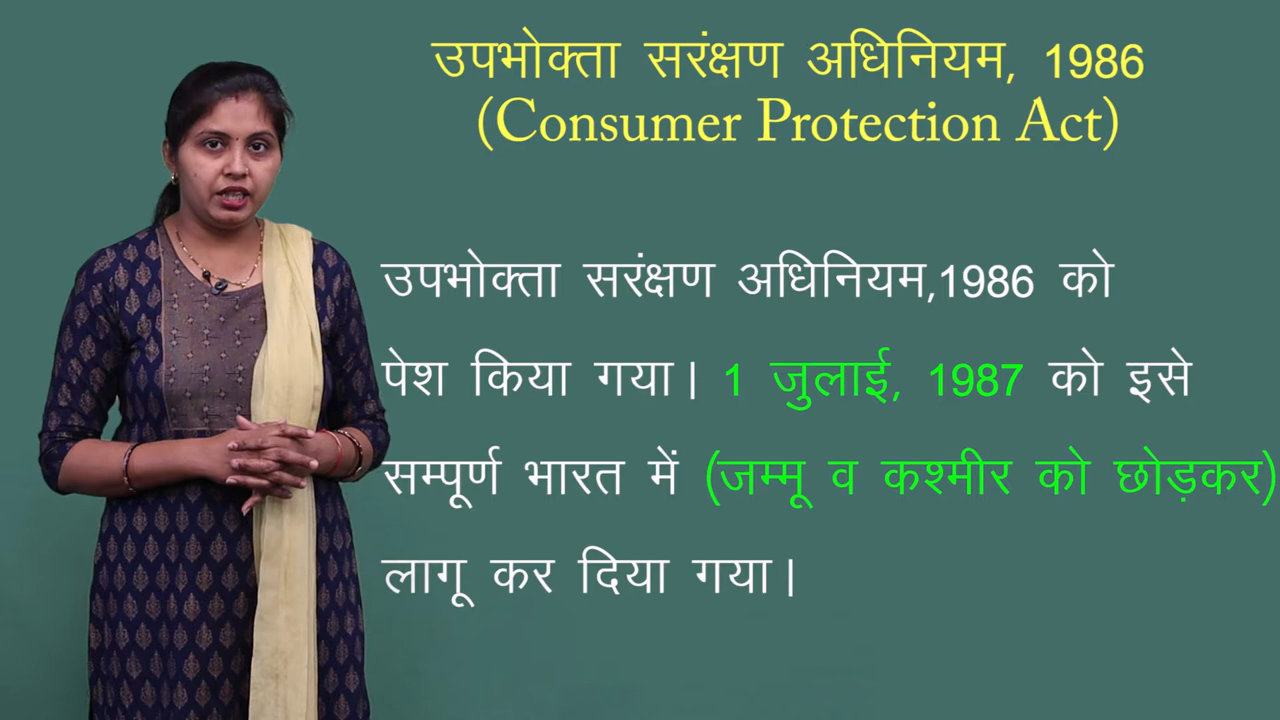 उपभोक्ता सरंक्षण अधिनियम, 1986
(Consumer Protection Act)
उपभोक्ता सरंक्षण अधिनियम,1986 को
पेश किया गया। 1 जुलाई, 1987 को इसे
सम्पूर्ण भारत में (जम्मू व कश्मीर को छोड़कर)
लागू कर दिया गया।